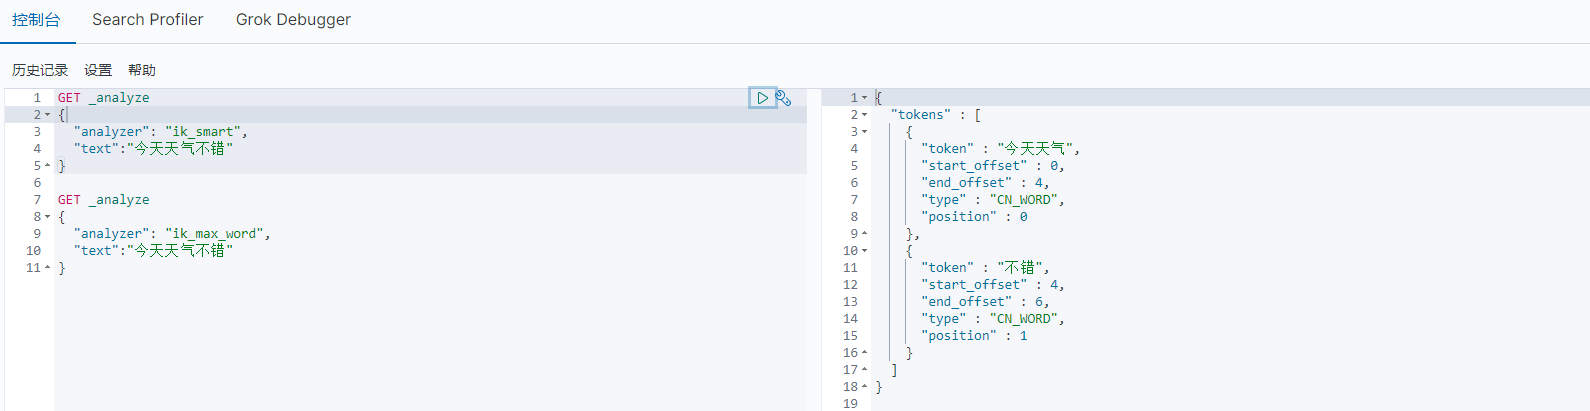 控制台 Search Profiler Grok Debugger
历史记录 设置 帮助
1 GET _analyze
2 {
3 "analyzer": "ik_smart",
4 "text":"今天天气不错"
5 }
6
7 GET _analyze
8 {
9 "analyzer": "ik_max_word",
10 "text":"今天天气不错"
11 }
1 {
2 "tokens" : [
3 {
4 "token" : "今天天气",
5 "start_offset" : 0,
6 "end_offset" : 4,
7 "type" : "CN_WORD",
8 "position" : 0
9 },
10 {
11 "token" : "不错",
12 "start_offset" : 4,
13 "end_offset" : 6,
14 "type" : "CN_WORD",
15 "position" : 1
16 }
17 ]
18 }
19